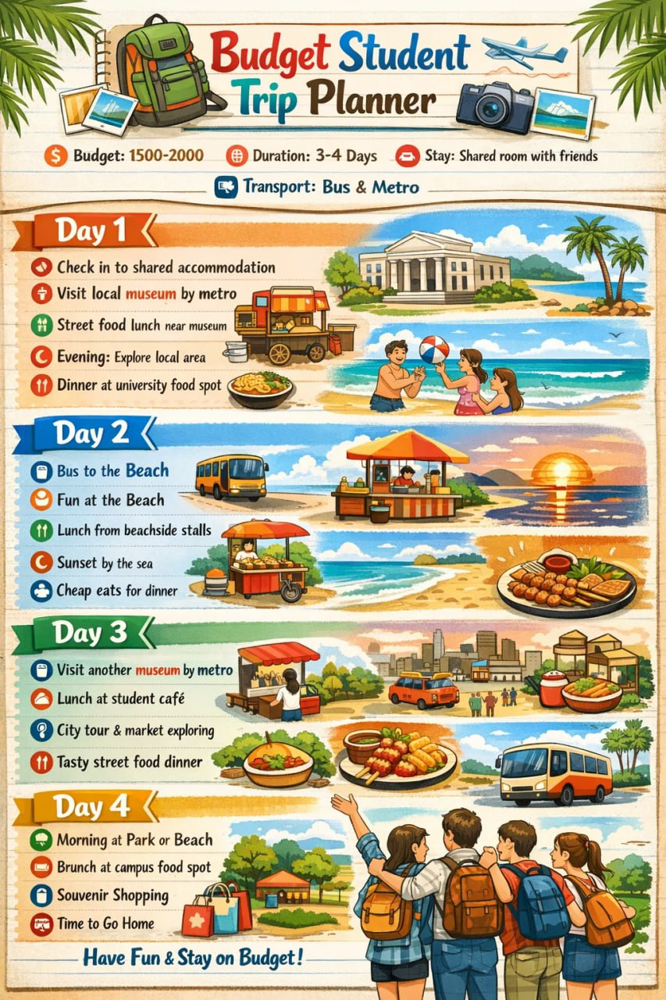 Budget Student
Trip Planner
Budget: 1500-2000
Duration: 3-4 Days
Stay: Shared room with friends
Transport: Bus & Metro
Day 1
Check in to shared accommodation
Visit local museum by metro
Street food lunch near museum
Evening: Explore local area
Dinner at university food spot
Day 2
Bus to the Beach
Fun at the Beach
Lunch from beachside stalls
Sunset by the sea
Cheap eats for dinner
Day 3
Visit another museum by metro
Lunch at student café
City tour & market exploring
Tasty street food dinner
Day 4
Morning at Park or Beach
Brunch at campus food spot
Souvenir Shopping
Time to Go Home
Have Fun & Stay on Budget!